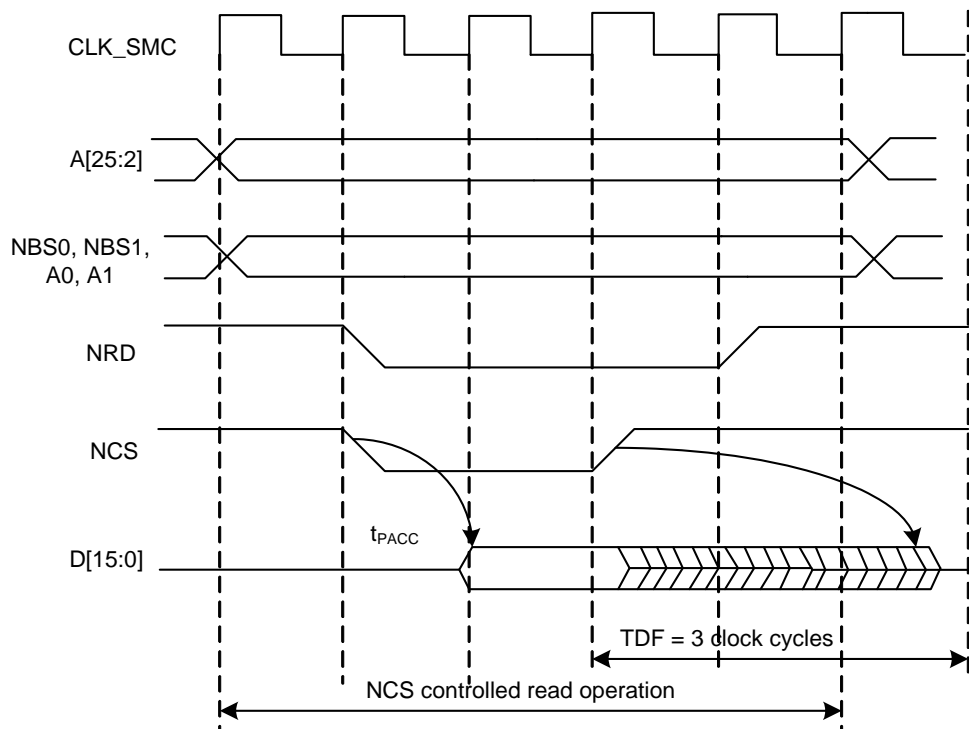 CLK_SMC
A[25:2]
NBS0, NBS1,
A0, A1
NRD
NCS
tPACC
D[15:0]
TDF = 3 clock cycles
NCS controlled read operation